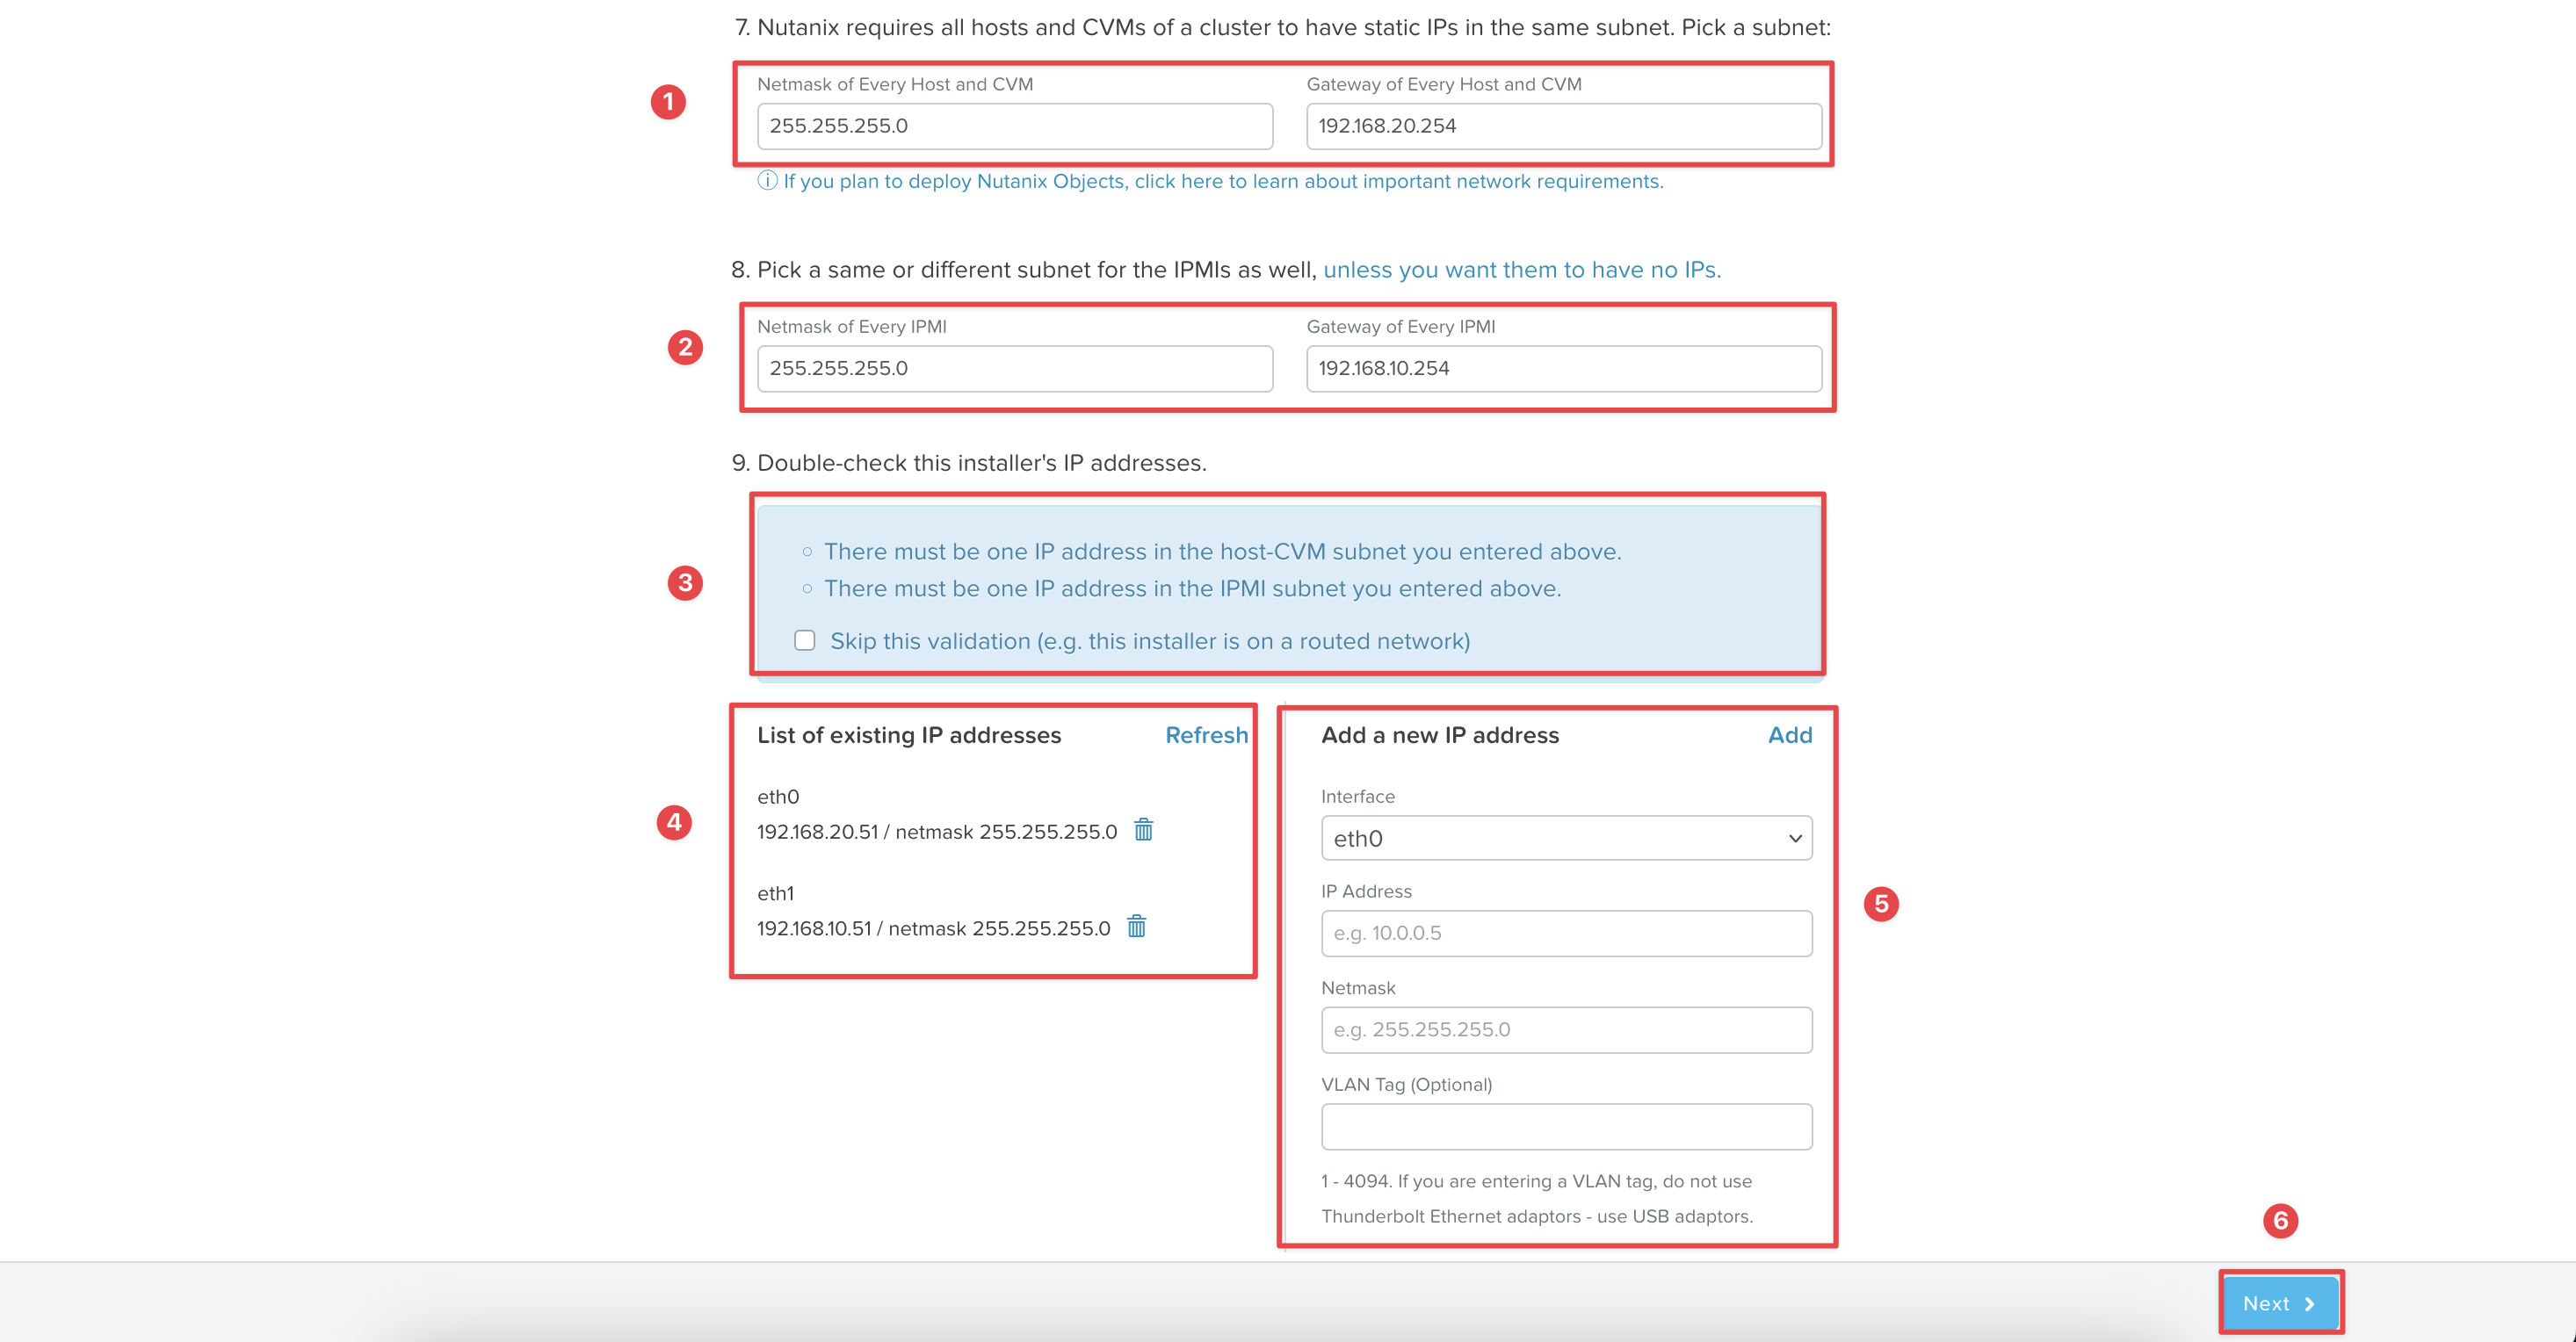 7. Nutanix requires all hosts and CVMs of a cluster to have static IPs in the same subnet. Pick a subnet:
1
Netmask of Every Host and CVM
255.255.255.0
Gateway of Every Host and CVM
192.168.20.254
If you plan to deploy Nutanix Objects, click here to learn about important network requirements.
8. Pick a same or different subnet for the IPMIs as well, unless you want them to have no IPs.
2
Netmask of Every IPMI
255.255.255.0
Gateway of Every IPMI
192.168.10.254
9. Double-check this installer's IP addresses.
3
There must be one IP address in the host-CVM subnet you entered above.
There must be one IP address in the IPMI subnet you entered above.
Skip this validation (e.g. this installer is on a routed network)
4
List of existing IP addresses
Refresh
eth0
192.168.20.51 / netmask 255.255.255.0
eth1
192.168.10.51 / netmask 255.255.255.0
Add a new IP address
Add
Interface
eth0
IP Address
e.g. 10.0.0.5
5
Netmask
e.g. 255.255.255.0
VLAN Tag (Optional)
1 - 4094. If you are entering a VLAN tag, do not use
Thunderbolt Ethernet adaptors - use USB adaptors.
6
Next